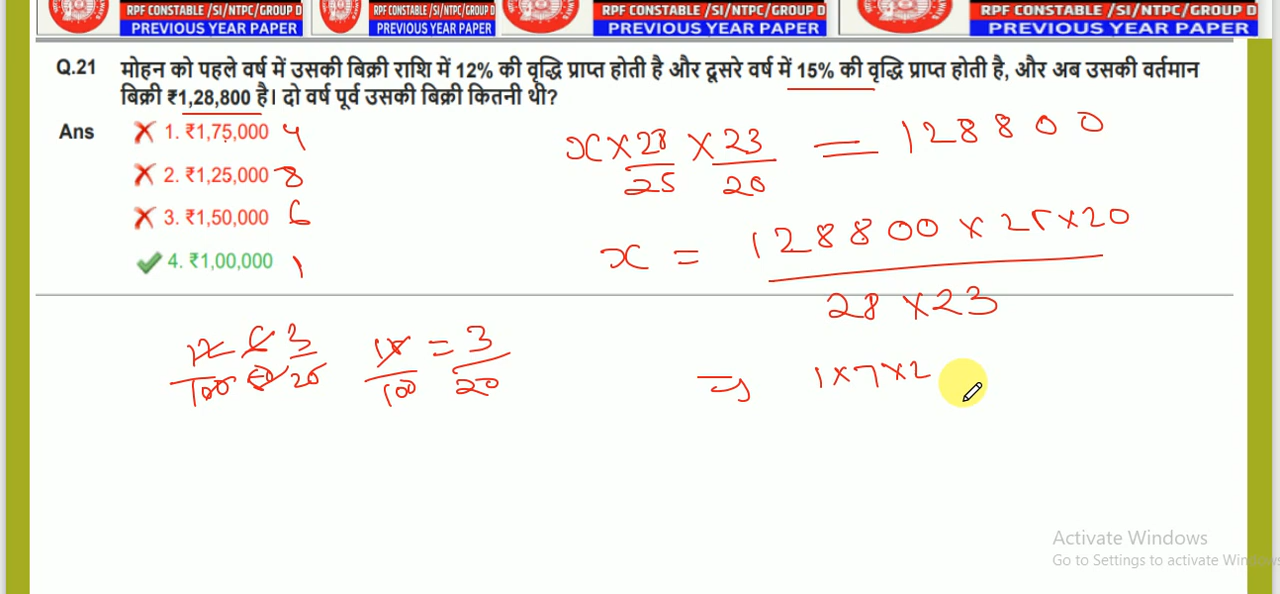 RPF CONSTABLE /SI/NTPC/GROUP D RPF CONSTABLE /SI/NTPC/GROUP D RPF CONSTABLE /SI/NTPC/GROUP D RPF CONSTABLE /SI/NTPC/GROUP D
PREVIOUS YEAR PAPER PREVIOUS YEAR PAPER PREVIOUS YEAR PAPER PREVIOUS YEAR PAPER
Q.21 मोहन को पहले वर्ष में उसकी बिक्री राशि में 12% की वृद्धि प्राप्त होती है और दूसरे वर्ष में 15% की वृद्धि प्राप्त होती है, और अब उसकी वर्तमान
बिक्री ₹1,28,800 है। दो वर्ष पूर्व उसकी बिक्री कितनी थी?
Ans 1. ₹1,75,000 4
2. ₹1,25,000 8
3. ₹1,50,000 6
4. ₹1,00,000 1
x × 28/25 × 23/20 = 128800
x = 128800 × 25 × 20
28 × 23
12/100 6/50 3/25 15/100 = 3/20
⇒ 1 × 7 × 2
Activate Windows
Go to Settings to activate Windows